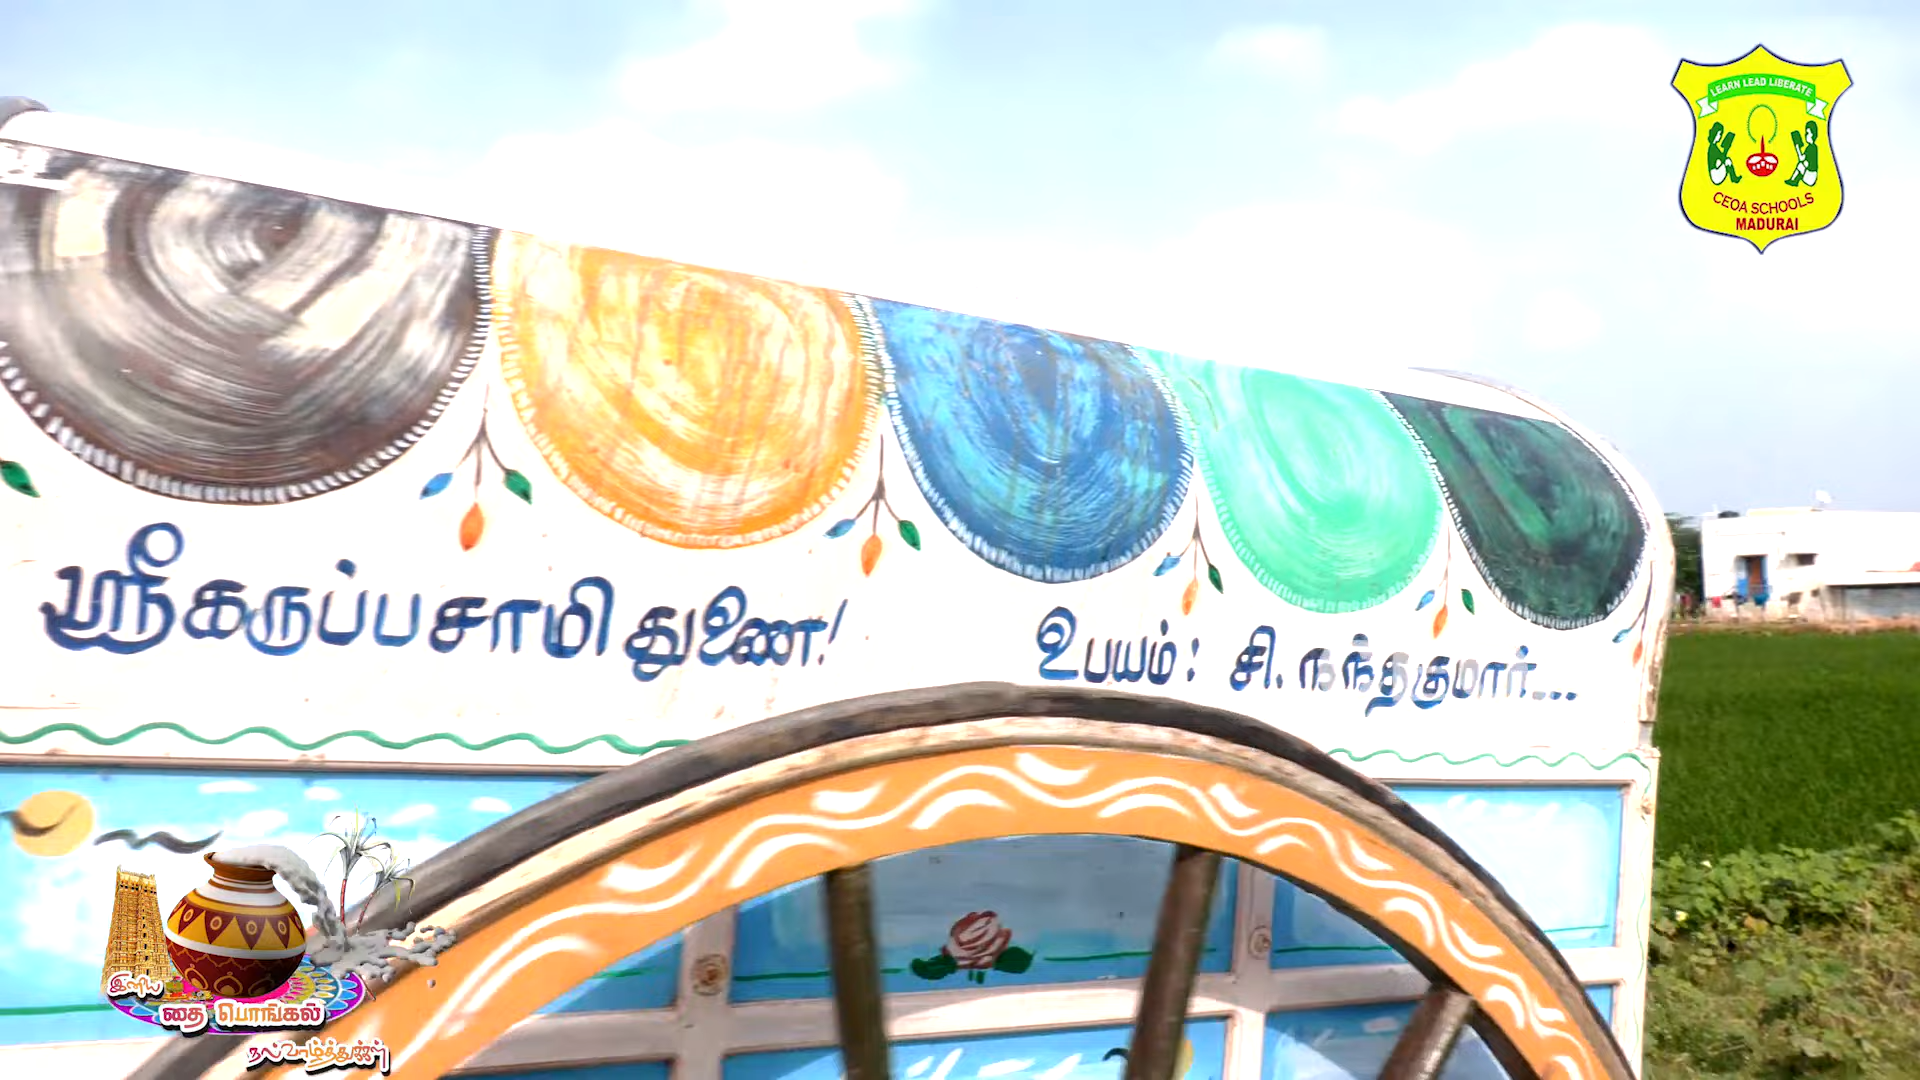 LEARN LEAD LIBERATE
CEOA SCHOOLS
MADURAI
ஸ்ரீ கருப்பசாமி துணை!
உபயம்: சி. நந்தகுமார்...
இனிய
தை பொங்கல்
நல்வாழ்த்துக்கள்